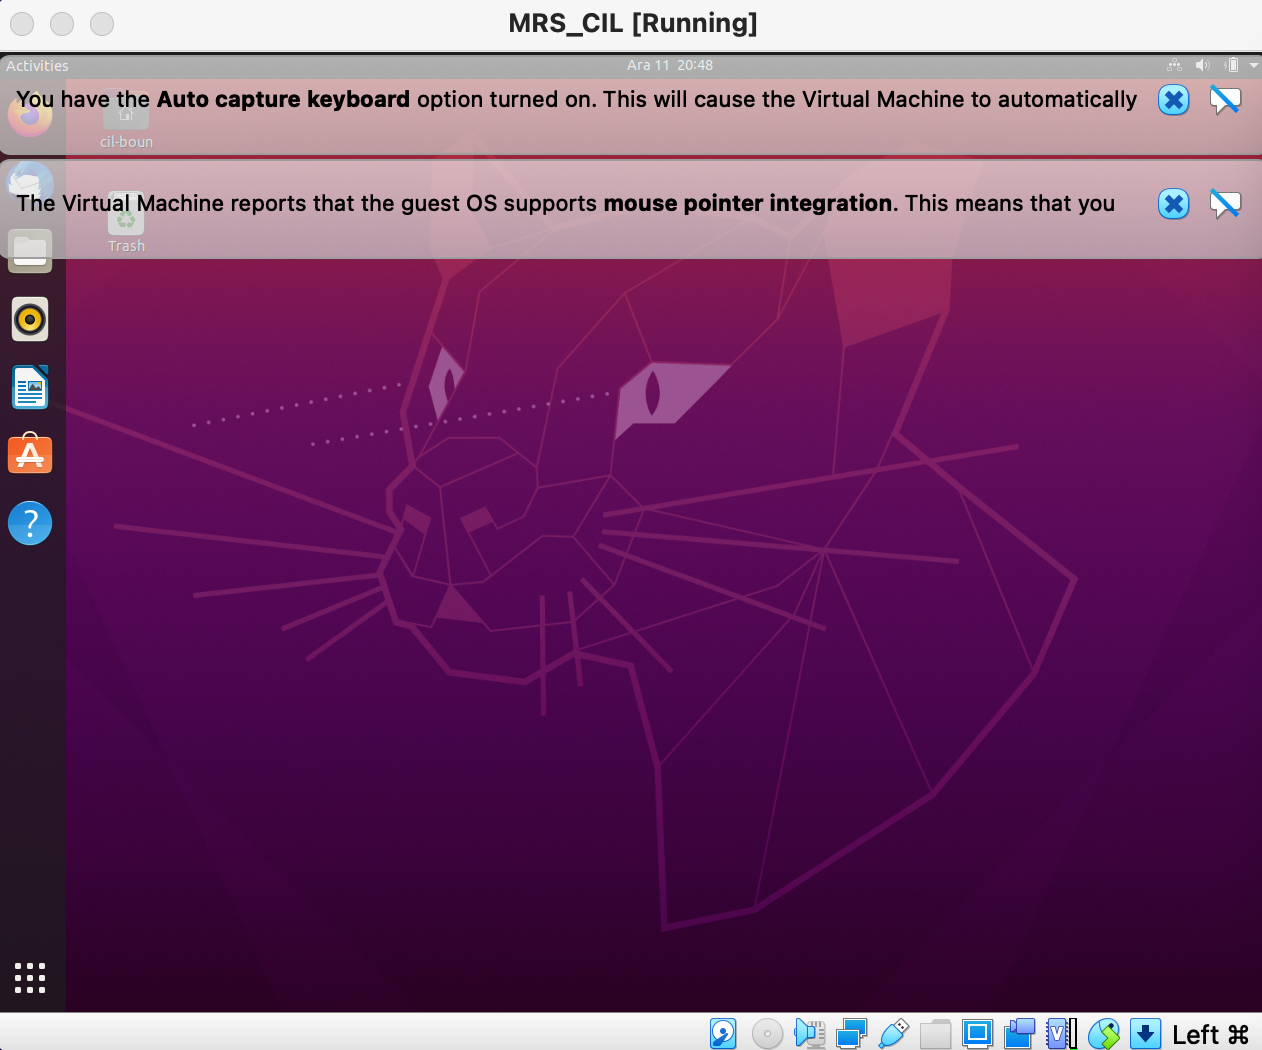 MRS_CIL [Running]
Activities
Ara 11 20:48
You have the Auto capture keyboard option turned on. This will cause the Virtual Machine to automatically
cil-boun
The Virtual Machine reports that the guest OS supports mouse pointer integration. This means that you
Trash
Left ⌘